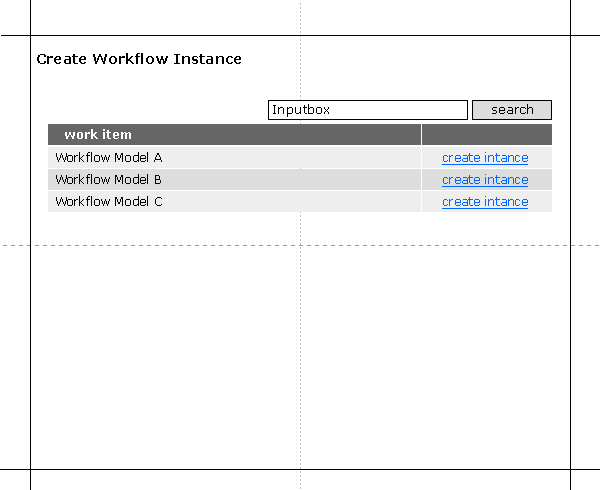 Create Workflow Instance
Inputbox search
work item
Workflow Model A create intance
Workflow Model B create intance
Workflow Model C create intance